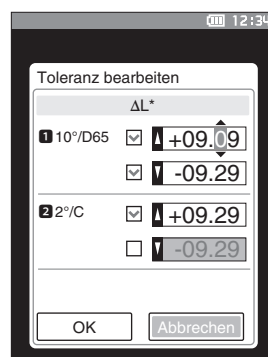 12:34
Toleranz bearbeiten
ΔL*
1 10°/D65 +09.09
-09.29
2 2°/C +09.29
-09.29
OK Abbrechen